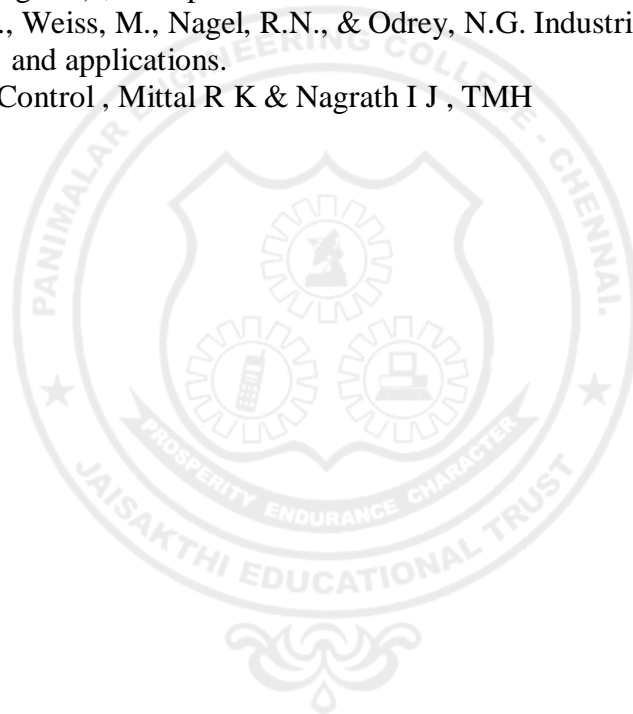 ., Weiss, M., Nagel, R.N., & Odrey, N.G. Industri
and applications.
Control , Mittal R K & Nagrath I J , TMH
PANIMALAR ENGINEERING COLLEGE - CHENNAI.
PROSPERITY ENDURANCE CHARACTER
JAISAKTHI EDUCATIONAL TRUST